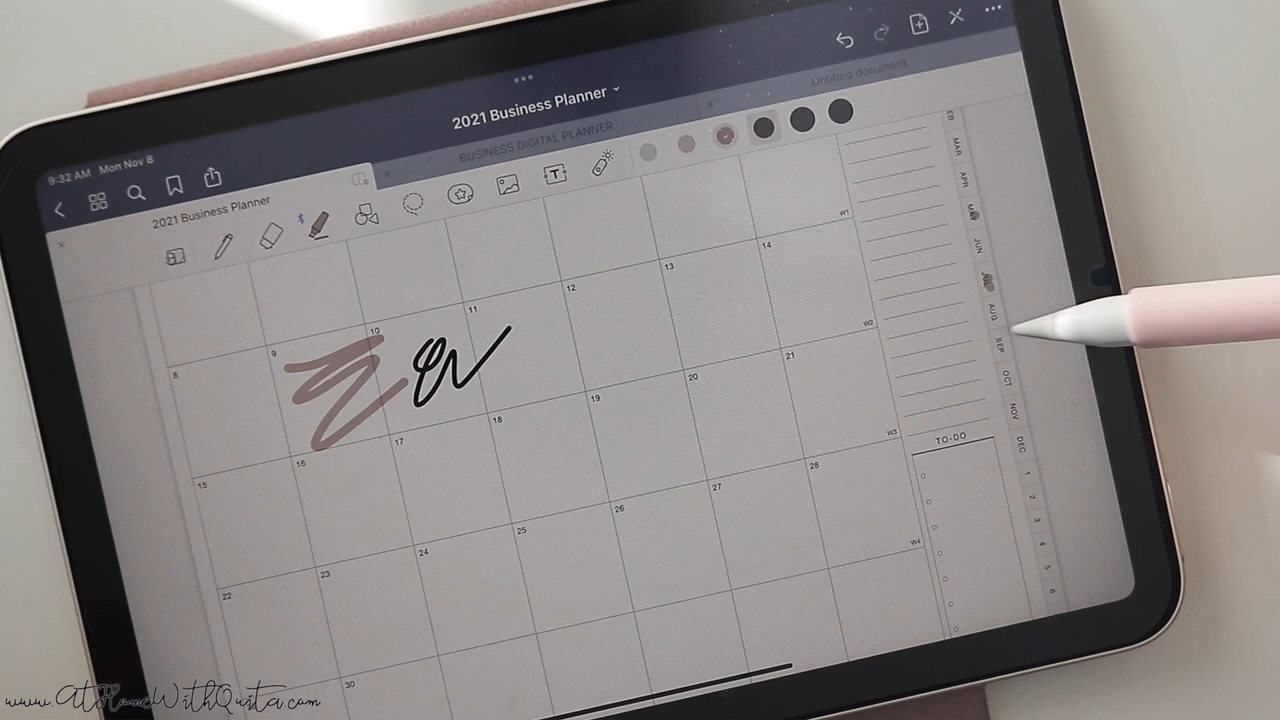 9:32 AM Mon Nov 8
2021 Business Planner
2021 Business Planner
BUSINESS DIGITAL PLANNER
Untitled document
T
8
9
10
11
12
13
14
W1
15
16
17
18
19
20
21
W2
22
23
24
25
26
27
28
W3
30
W4
TO-DO
EB
MAR
APR
JUN
AUG
SEP
OCT
NOV
DEC
1
2
3
4
5
6
www.AtHomeWithQuita.com